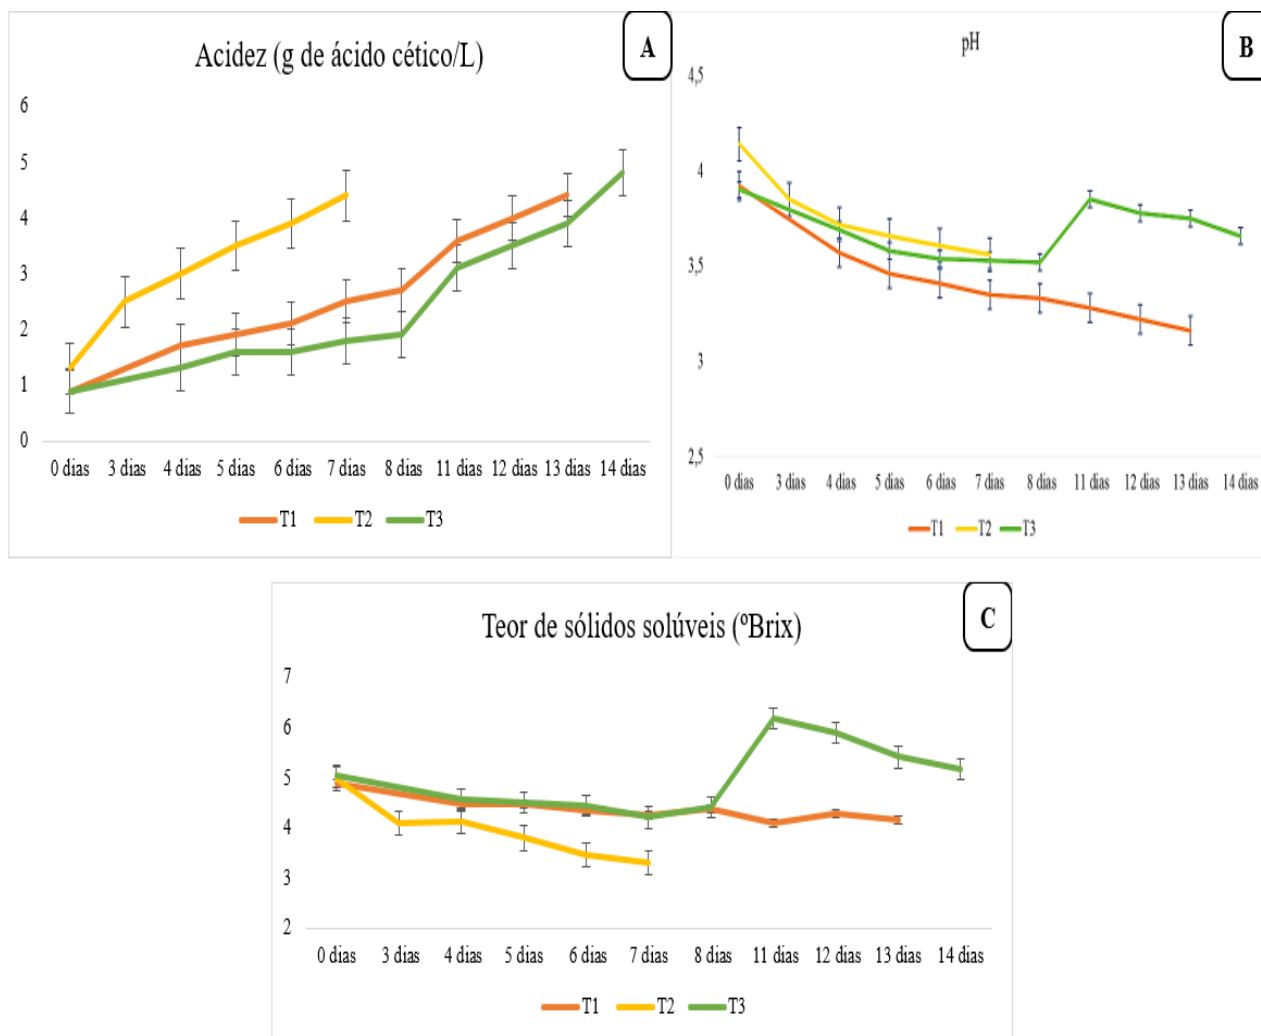 Acidez (g de ácido cético/L)
A
6
5
4
3
2
1
0
0 dias 3 dias 4 dias 5 dias 6 dias 7 dias 8 dias 11 dias 12 dias 13 dias 14 dias
T1 T2 T3
pH
B
4,5
4
3,5
3
2,5
0 dias 3 dias 4 dias 5 dias 6 dias 7 dias 8 dias 11 dias 12 dias 13 dias 14 dias
T1 T2 T3
Teor de sólidos solúveis (ºBrix)
C
7
6
5
4
3
2
0 dias 3 dias 4 dias 5 dias 6 dias 7 dias 8 dias 11 dias 12 dias 13 dias 14 dias
T1 T2 T3